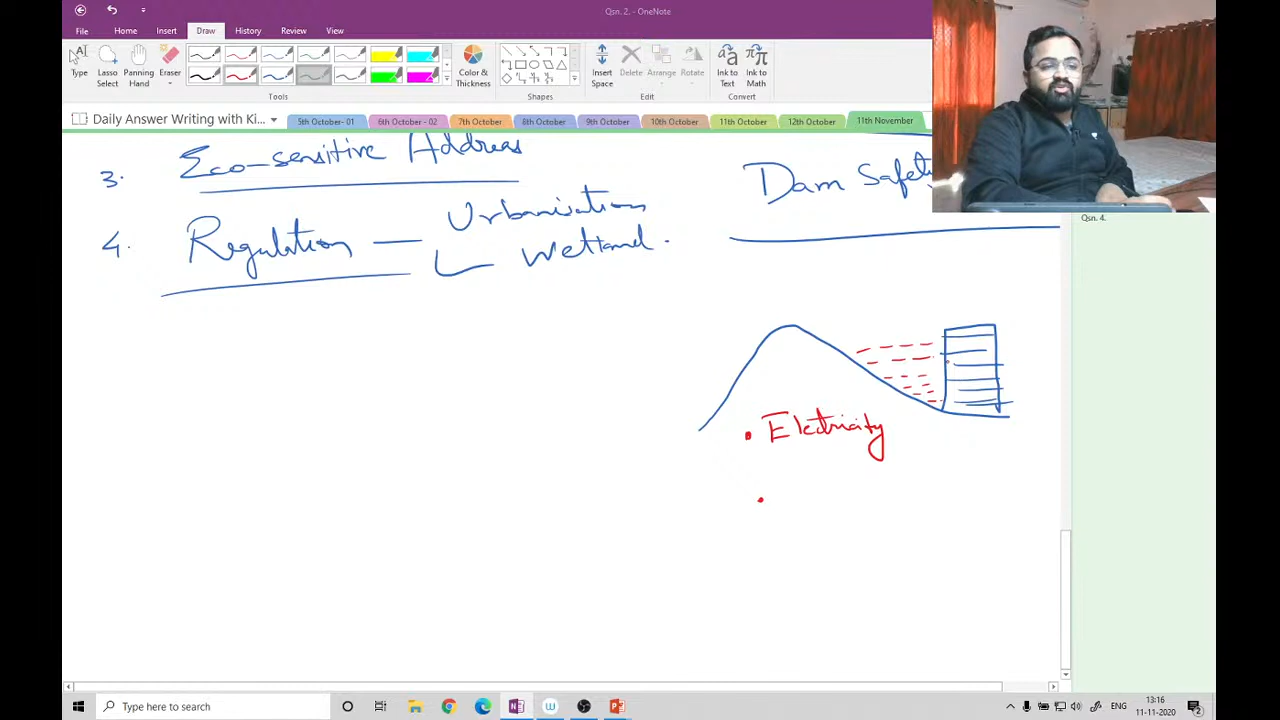 Qsn. 2. - OneNote
File Home Insert Draw History Review View
Type
Lasso Select
Panning Hand
Eraser
Color & Thickness
Insert Space
Delete
Arrange
Rotate
Ink to Text
Ink to Math
Tools
Shapes
Edit
Convert
Daily Answer Writing with Ki...
5th October- 01
6th October - 02
7th October
8th October
9th October
10th October
11th October
12th October
11th November
Qsn. 4.
3. Eco-sensitive Address
4. Regulation — Urbanisation
Wetland.
Dam Safety
• Electricity
Type here to search
13:16
11-11-2020
2